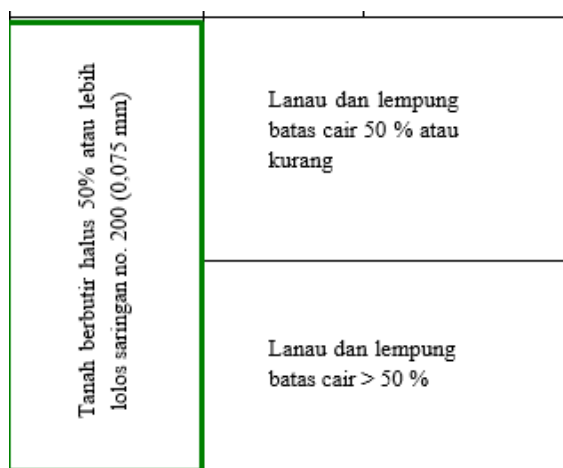 Tanah berbutir halus 50% atau lebih
lolos saringan no. 200 (0,075 mm)
Lanau dan lempung
batas cair 50 % atau
kurang
Lanau dan lempung
batas cair > 50 %